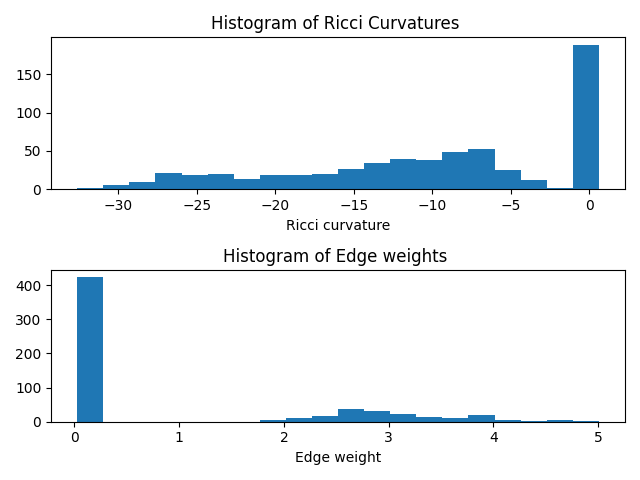 Histogram of Ricci Curvatures
150
100
50
0
−30 −25 −20 −15 −10 −5 0
Ricci curvature
Histogram of Edge weights
400
300
200
100
0
0 1 2 3 4 5
Edge weight